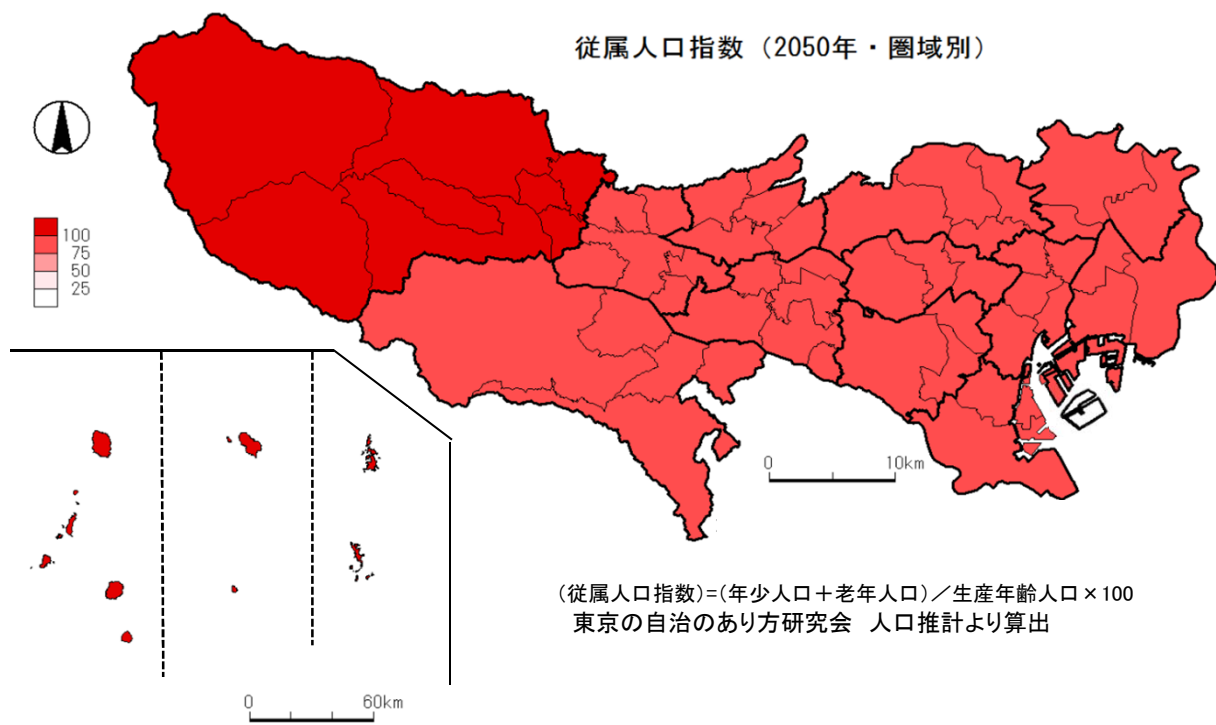 従属人口指数（2050年・圏域別）
100
75
50
25
0 10km
（従属人口指数）=(年少人口＋老年人口）／生産年齢人口×100
東京の自治のあり方研究会　人口推計より算出
0 60km